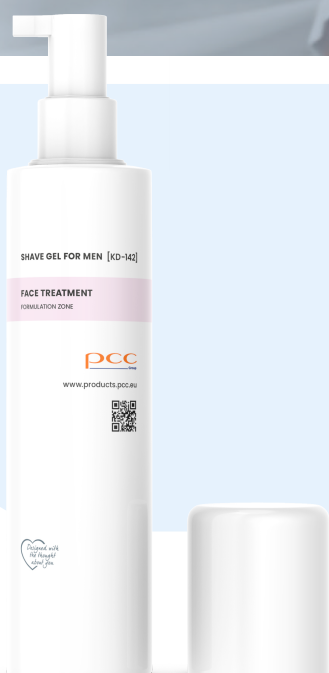 SHAVE GEL FOR MEN [KD-142]
FACE TREATMENT
FORMULATION ZONE
pcc
Group
www.products.pcc.eu
Designed with
the thought
about you